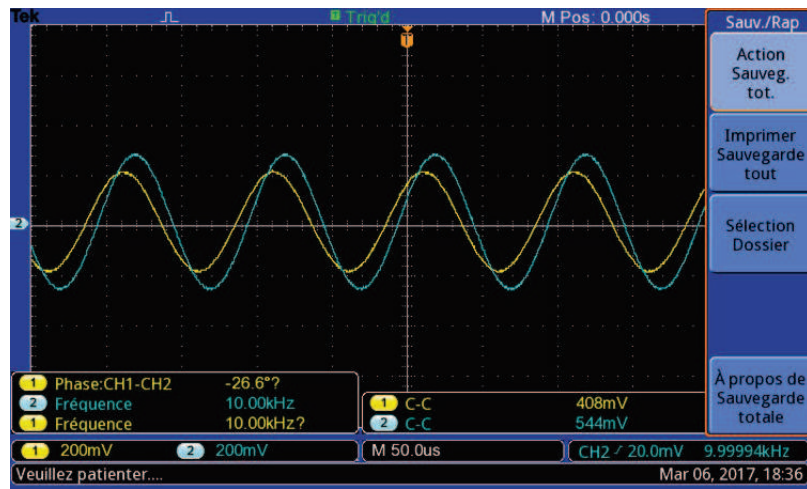 Tek
Trig'd
M Pos: 0.000s
Sauv./Rap
T
Action
Sauveg.
tot.
Imprimer
Sauvegarde
tout
2
Sélection
Dossier
1 Phase:CH1-CH2 -26.6°?
2 Fréquence 10.00kHz
1 Fréquence 10.00kHz?
1 C-C 408mV
2 C-C 544mV
À propos de
Sauvegarde
totale
1 200mV
2 200mV
M 50.0us
CH2 / 20.0mV 9.99994kHz
Veuillez patienter....
Mar 06, 2017, 18:36